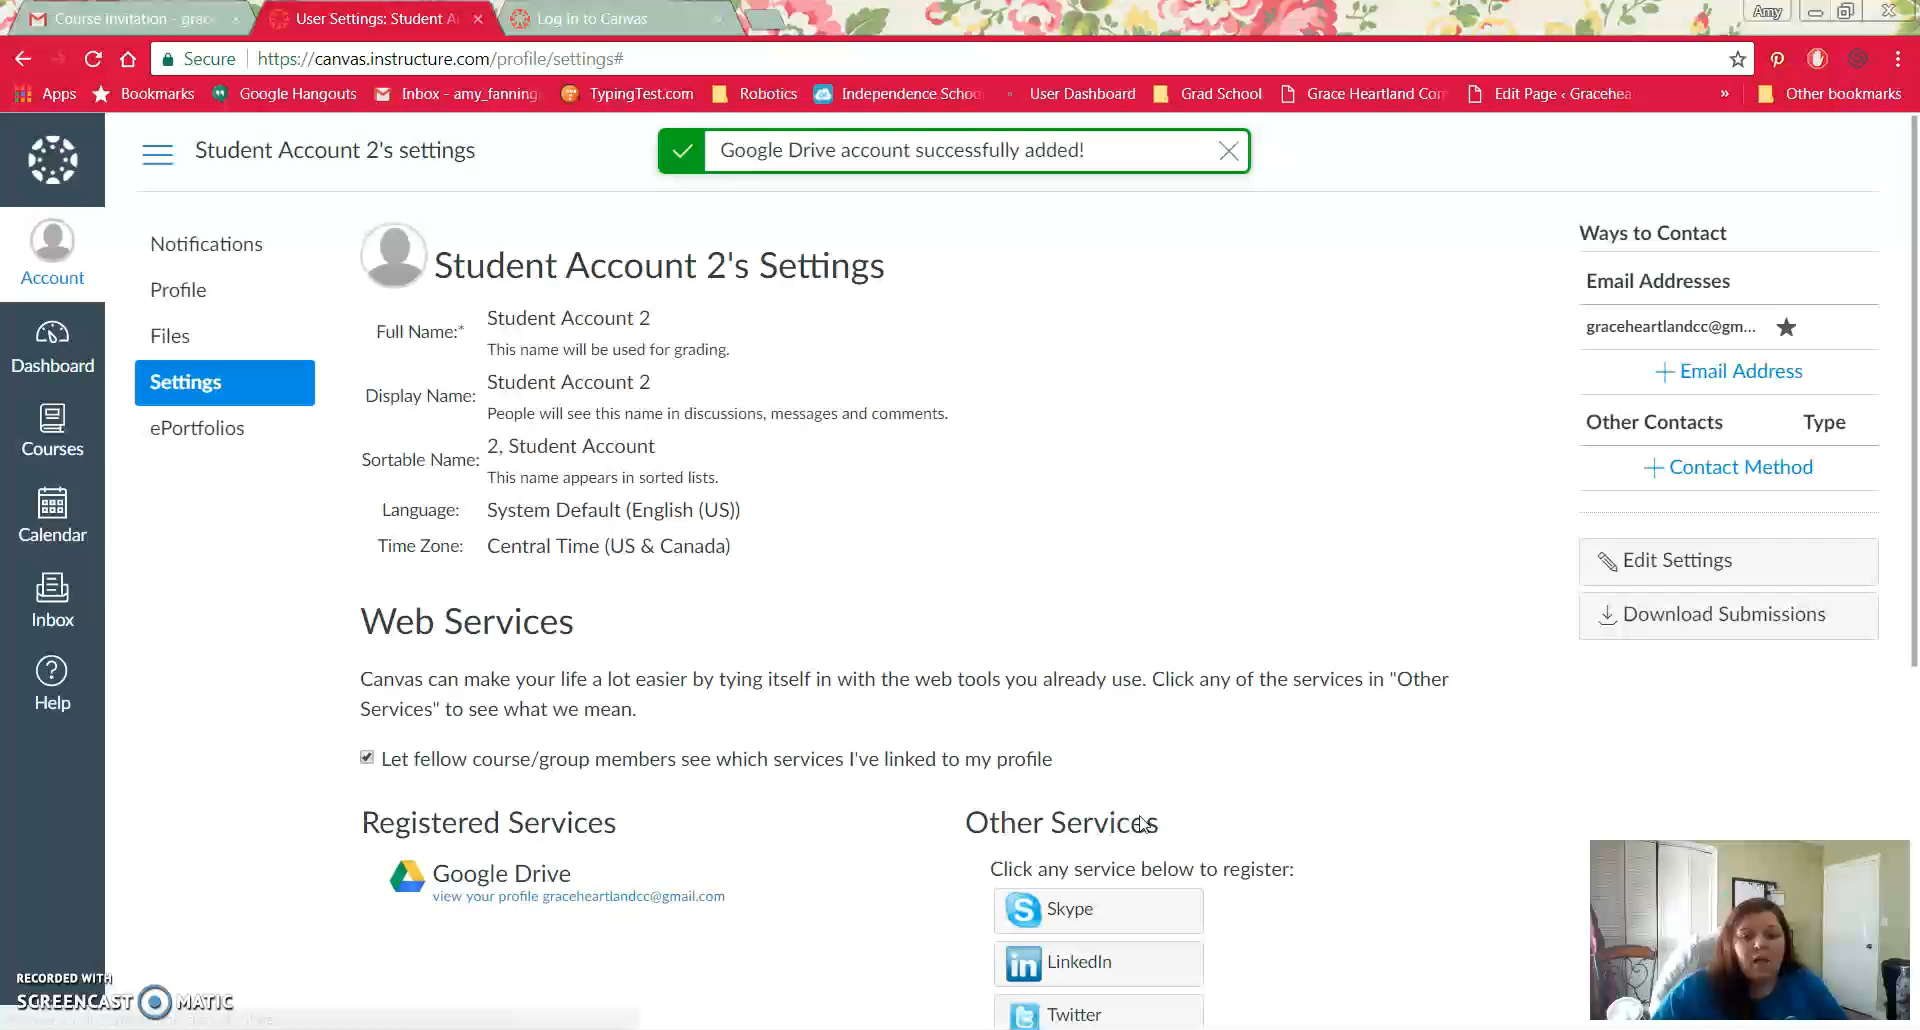 Course Invitation - grac
User Settings: Student A
Log In to Canvas
Amy
Secure
https://canvas.instructure.com/profile/settings#
Apps
Bookmarks
Google Hangouts
Inbox - amy_fanning
TypingTest.com
Robotics
Independence Schoo
User Dashboard
Grad School
Grace Heartland Com
Edit Page ‹ Gracehea
»
Other bookmarks
Student Account 2's settings
Google Drive account successfully added!
Account
Dashboard
Courses
Calendar
Inbox
Help
Notifications
Profile
Files
Settings
ePortfolios
Student Account 2's Settings
Full Name:* Student Account 2
This name will be used for grading.
Display Name: Student Account 2
People will see this name in discussions, messages and comments.
Sortable Name: 2, Student Account
This name appears in sorted lists.
Language: System Default (English (US))
Time Zone: Central Time (US & Canada)
Web Services
Canvas can make your life a lot easier by tying itself in with the web tools you already use. Click any of the services in "Other
Services" to see what we mean.
Let fellow course/group members see which services I've linked to my profile
Registered Services
Google Drive
view your profile graceheartlandcc@gmail.com
Other Services
Click any service below to register:
Skype
LinkedIn
Twitter
Ways to Contact
Email Addresses
graceheartlandcc@gm...
Email Address
Other Contacts Type
Contact Method
Edit Settings
Download Submissions
RECORDED WITH
SCREENCAST MATIC